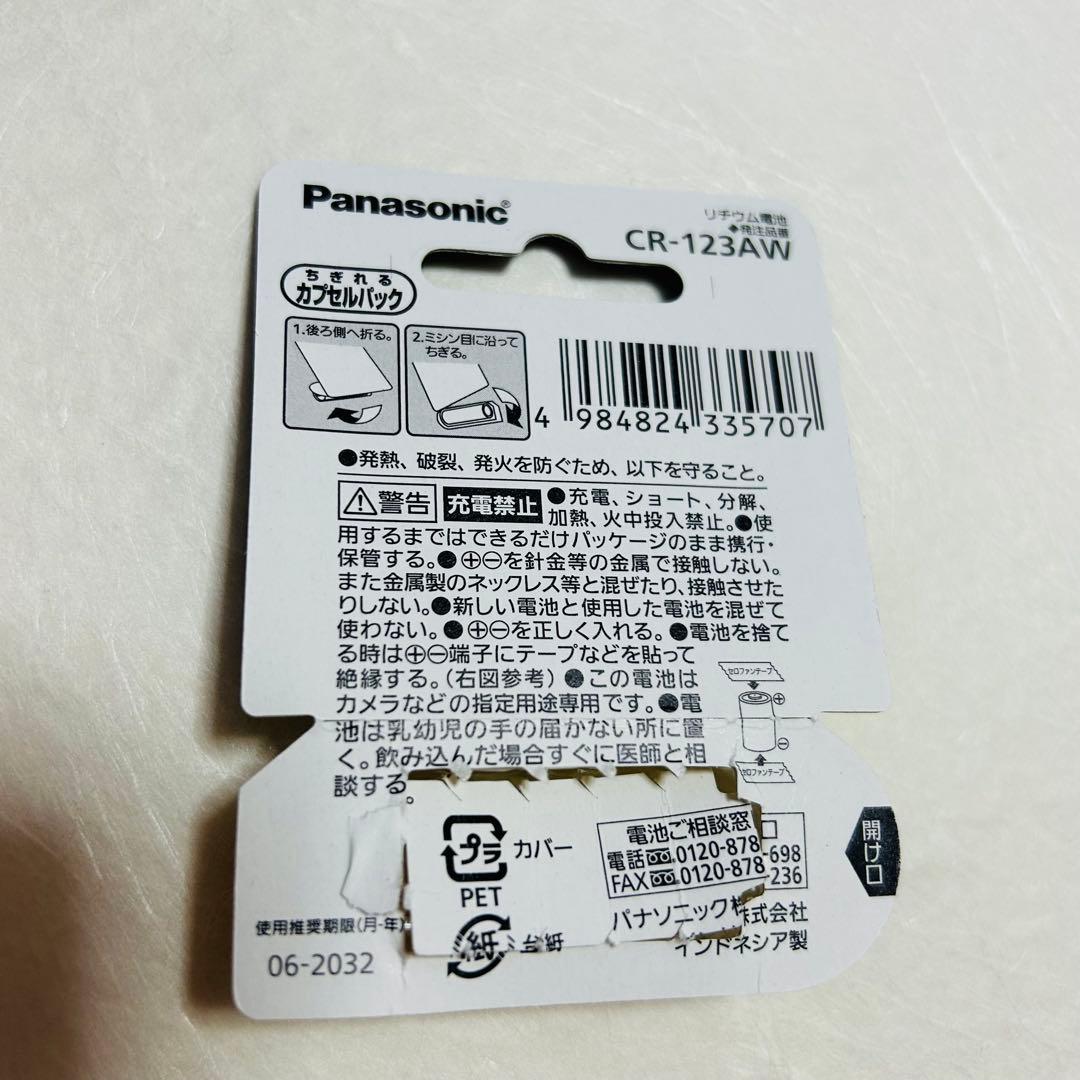 Panasonic®
リチウム電池
◆発注品番
CR-123AW
ちぎれる
カプセルパック
1.後ろ側へ折る。
2.ミシン目に沿って
ちぎる。
4 984824 335707
●発熱、破裂、発火を防ぐため、以下を守ること。
⚠警告 充電禁止 ●充電、ショート、分解、
加熱、火中投入禁止。●使
用するまではできるだけパッケージのまま携行・
保管する。●⊕⊖を針金等の金属で接触しない。
また金属製のネックレス等と混ぜたり、接触させた
りしない。●新しい電池と使用した電池を混ぜて
使わない。●⊕⊖を正しく入れる。●電池を捨て
る時は⊕⊖端子にテープなどを貼って
絶縁する。(右図参考)●この電池は
カメラなどの指定用途専用です。●電
池は乳幼児の手の届かない所に置
く。飲み込んだ場合すぐに医師と相
談する。
セロファンテープ
⊕
⊖
セロファンテープ
プラ カバー
PET
紙 台紙
電池ご相談窓口
電話 0120-878-698
FAX 0120-878-236
パナソニック株式会社
インドネシア製
開け口
使用推奨期限(月-年)
06-2032